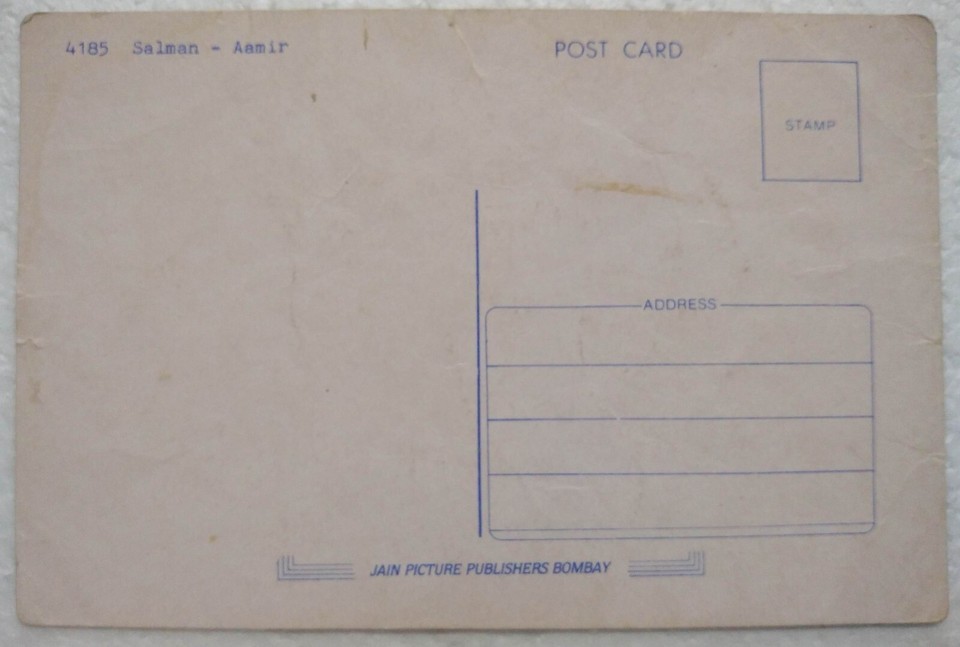 4185 Salman - Aamir
POST CARD
STAMP
ADDRESS
JAIN PICTURE PUBLISHERS BOMBAY